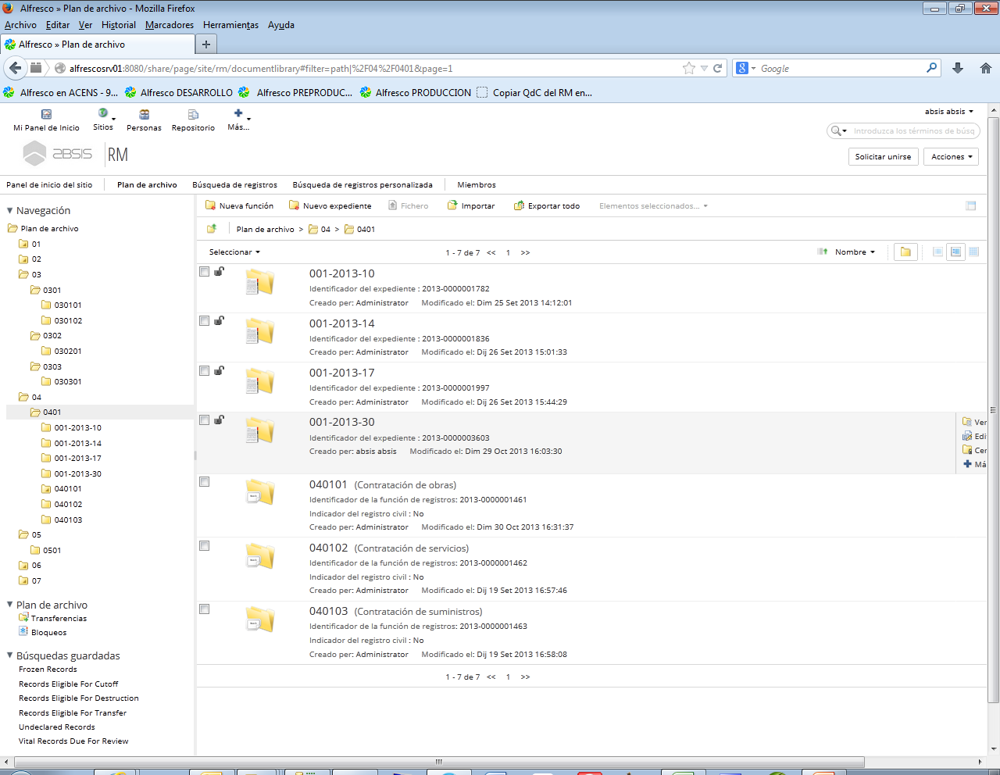 Alfresco » Plan de archivo - Mozilla Firefox
Archivo Editar Ver Historial Marcadores Herramientas Ayuda
Alfresco » Plan de archivo
alfrescosrv01:8080/share/page/site/rm/documentlibrary#filter=path|%2F04%2F0401&page=1
Google
Alfresco en ACENS - 9... Alfresco DESARROLLO Alfresco PREPRODUC... Alfresco PRODUCCION Copiar QdC del RM en...
Mi Panel de Inicio Sitios Personas Repositorio Más...
absis absis
Introduzca los términos de búsq
absis RM
Solicitar unirse Acciones
Panel de inicio del sitio Plan de archivo Búsqueda de registros Búsqueda de registros personalizada Miembros
Navegación
Plan de archivo
01
02
03
0301
030101
030102
0302
030201
0303
030301
04
0401
001-2013-10
001-2013-14
001-2013-17
001-2013-30
040101
040102
040103
05
0501
06
07
Plan de archivo
Transferencias
Bloqueos
Búsquedas guardadas
Frozen Records
Records Eligible For Cutoff
Records Eligible For Destruction
Records Eligible For Transfer
Undeclared Records
Vital Records Due For Review
Nueva función Nuevo expediente Fichero Importar Exportar todo Elementos seleccionados...
Plan de archivo > 04 > 0401
Seleccionar 1 - 7 de 7 << 1 >> Nombre
001-2013-10
Identificador del expediente : 2013-0000001782
Creado por: Administrator Modificado el: Dim 25 Set 2013 14:12:01
001-2013-14
Identificador del expediente : 2013-0000001836
Creado por: Administrator Modificado el: Dij 26 Set 2013 15:01:33
001-2013-17
Identificador del expediente : 2013-0000001997
Creado por: Administrator Modificado el: Dij 26 Set 2013 15:44:29
001-2013-30
Identificador del expediente : 2013-0000003603
Creado por: absis absis Modificado el: Dim 29 Oct 2013 16:03:30
Ver
Edi
Cer
Má
040101 (Contratación de obras)
Identificador de la función de registros: 2013-0000001461
Indicador del registro civil : No
Creado por: Administrator Modificado el: Dim 30 Oct 2013 16:31:37
040102 (Contratación de servicios)
Identificador de la función de registros: 2013-0000001462
Indicador del registro civil : No
Creado por: Administrator Modificado el: Dij 19 Set 2013 16:57:46
040103 (Contratación de suministros)
Identificador de la función de registros: 2013-0000001463
Indicador del registro civil : No
Creado por: Administrator Modificado el: Dij 19 Set 2013 16:58:08
1 - 7 de 7 << 1 >>